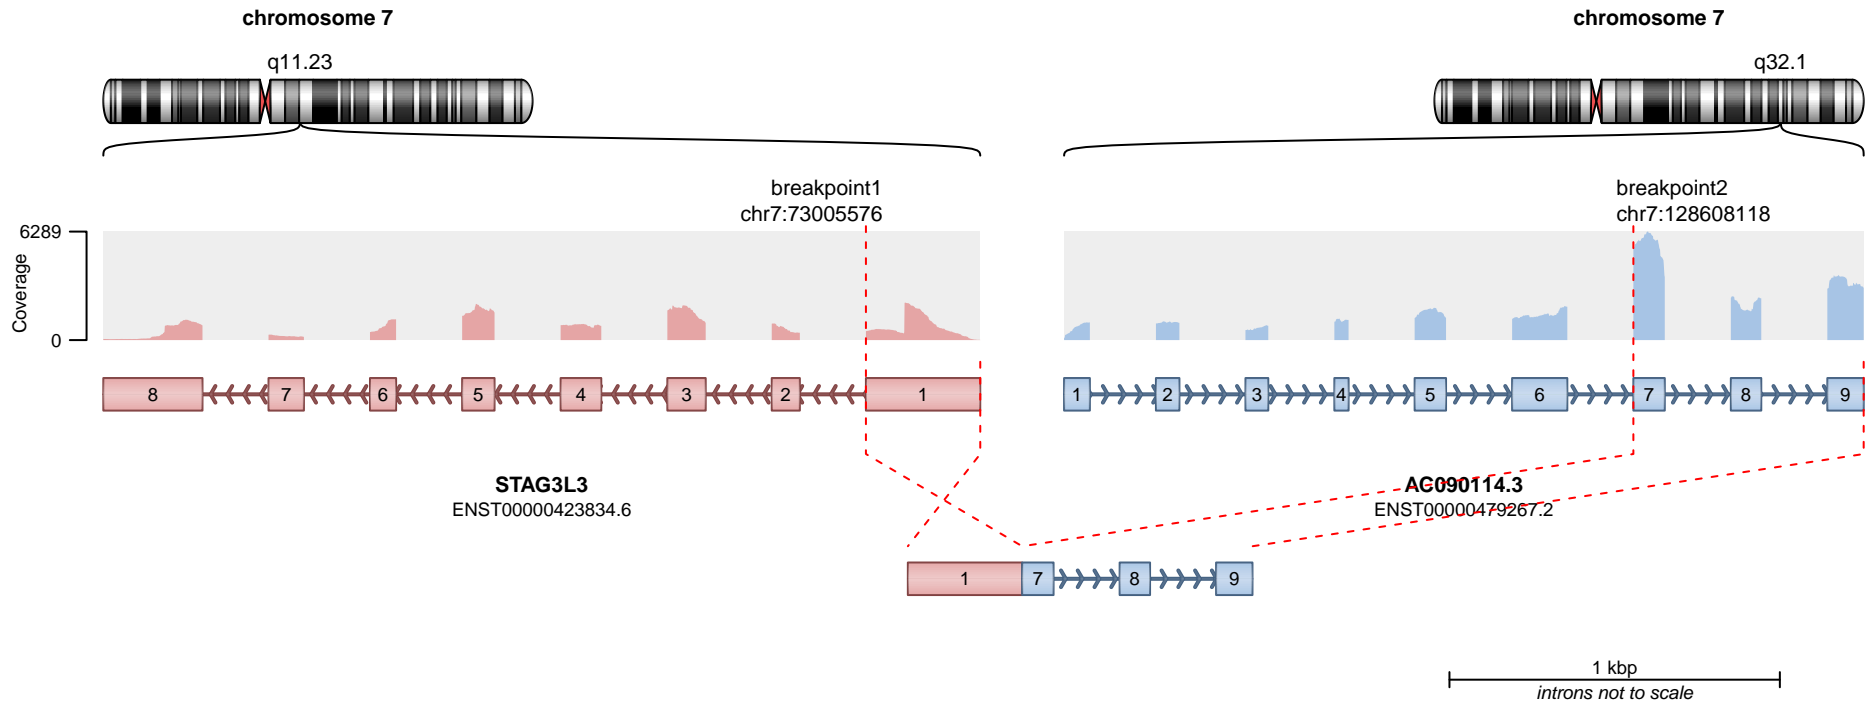 chromosome 7
chromosome 7
q11.23
q32.1
breakpoint1
chr7:73005576
breakpoint2
chr7:128608118
6289
0
Coverage
8 7 6 5 4 3 2 1
1 2 3 4 5 6 7 8 9
STAG3L3
ENST00000423834.6
AC090114.3
ENST00000479267.2
1 7 8 9
1 kbp
introns not to scale